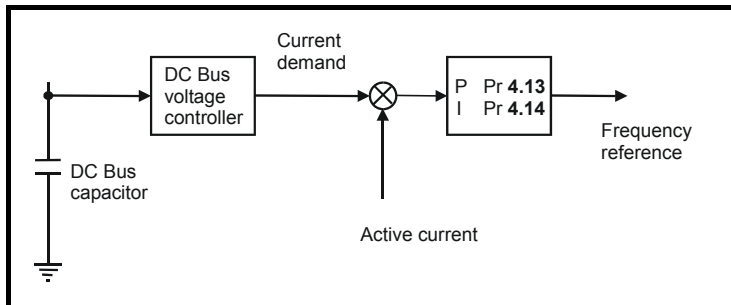 Current
demand
DC Bus
voltage
controller
P Pr 4.13
I Pr 4.14
Frequency
reference
DC Bus
capacitor
Active current